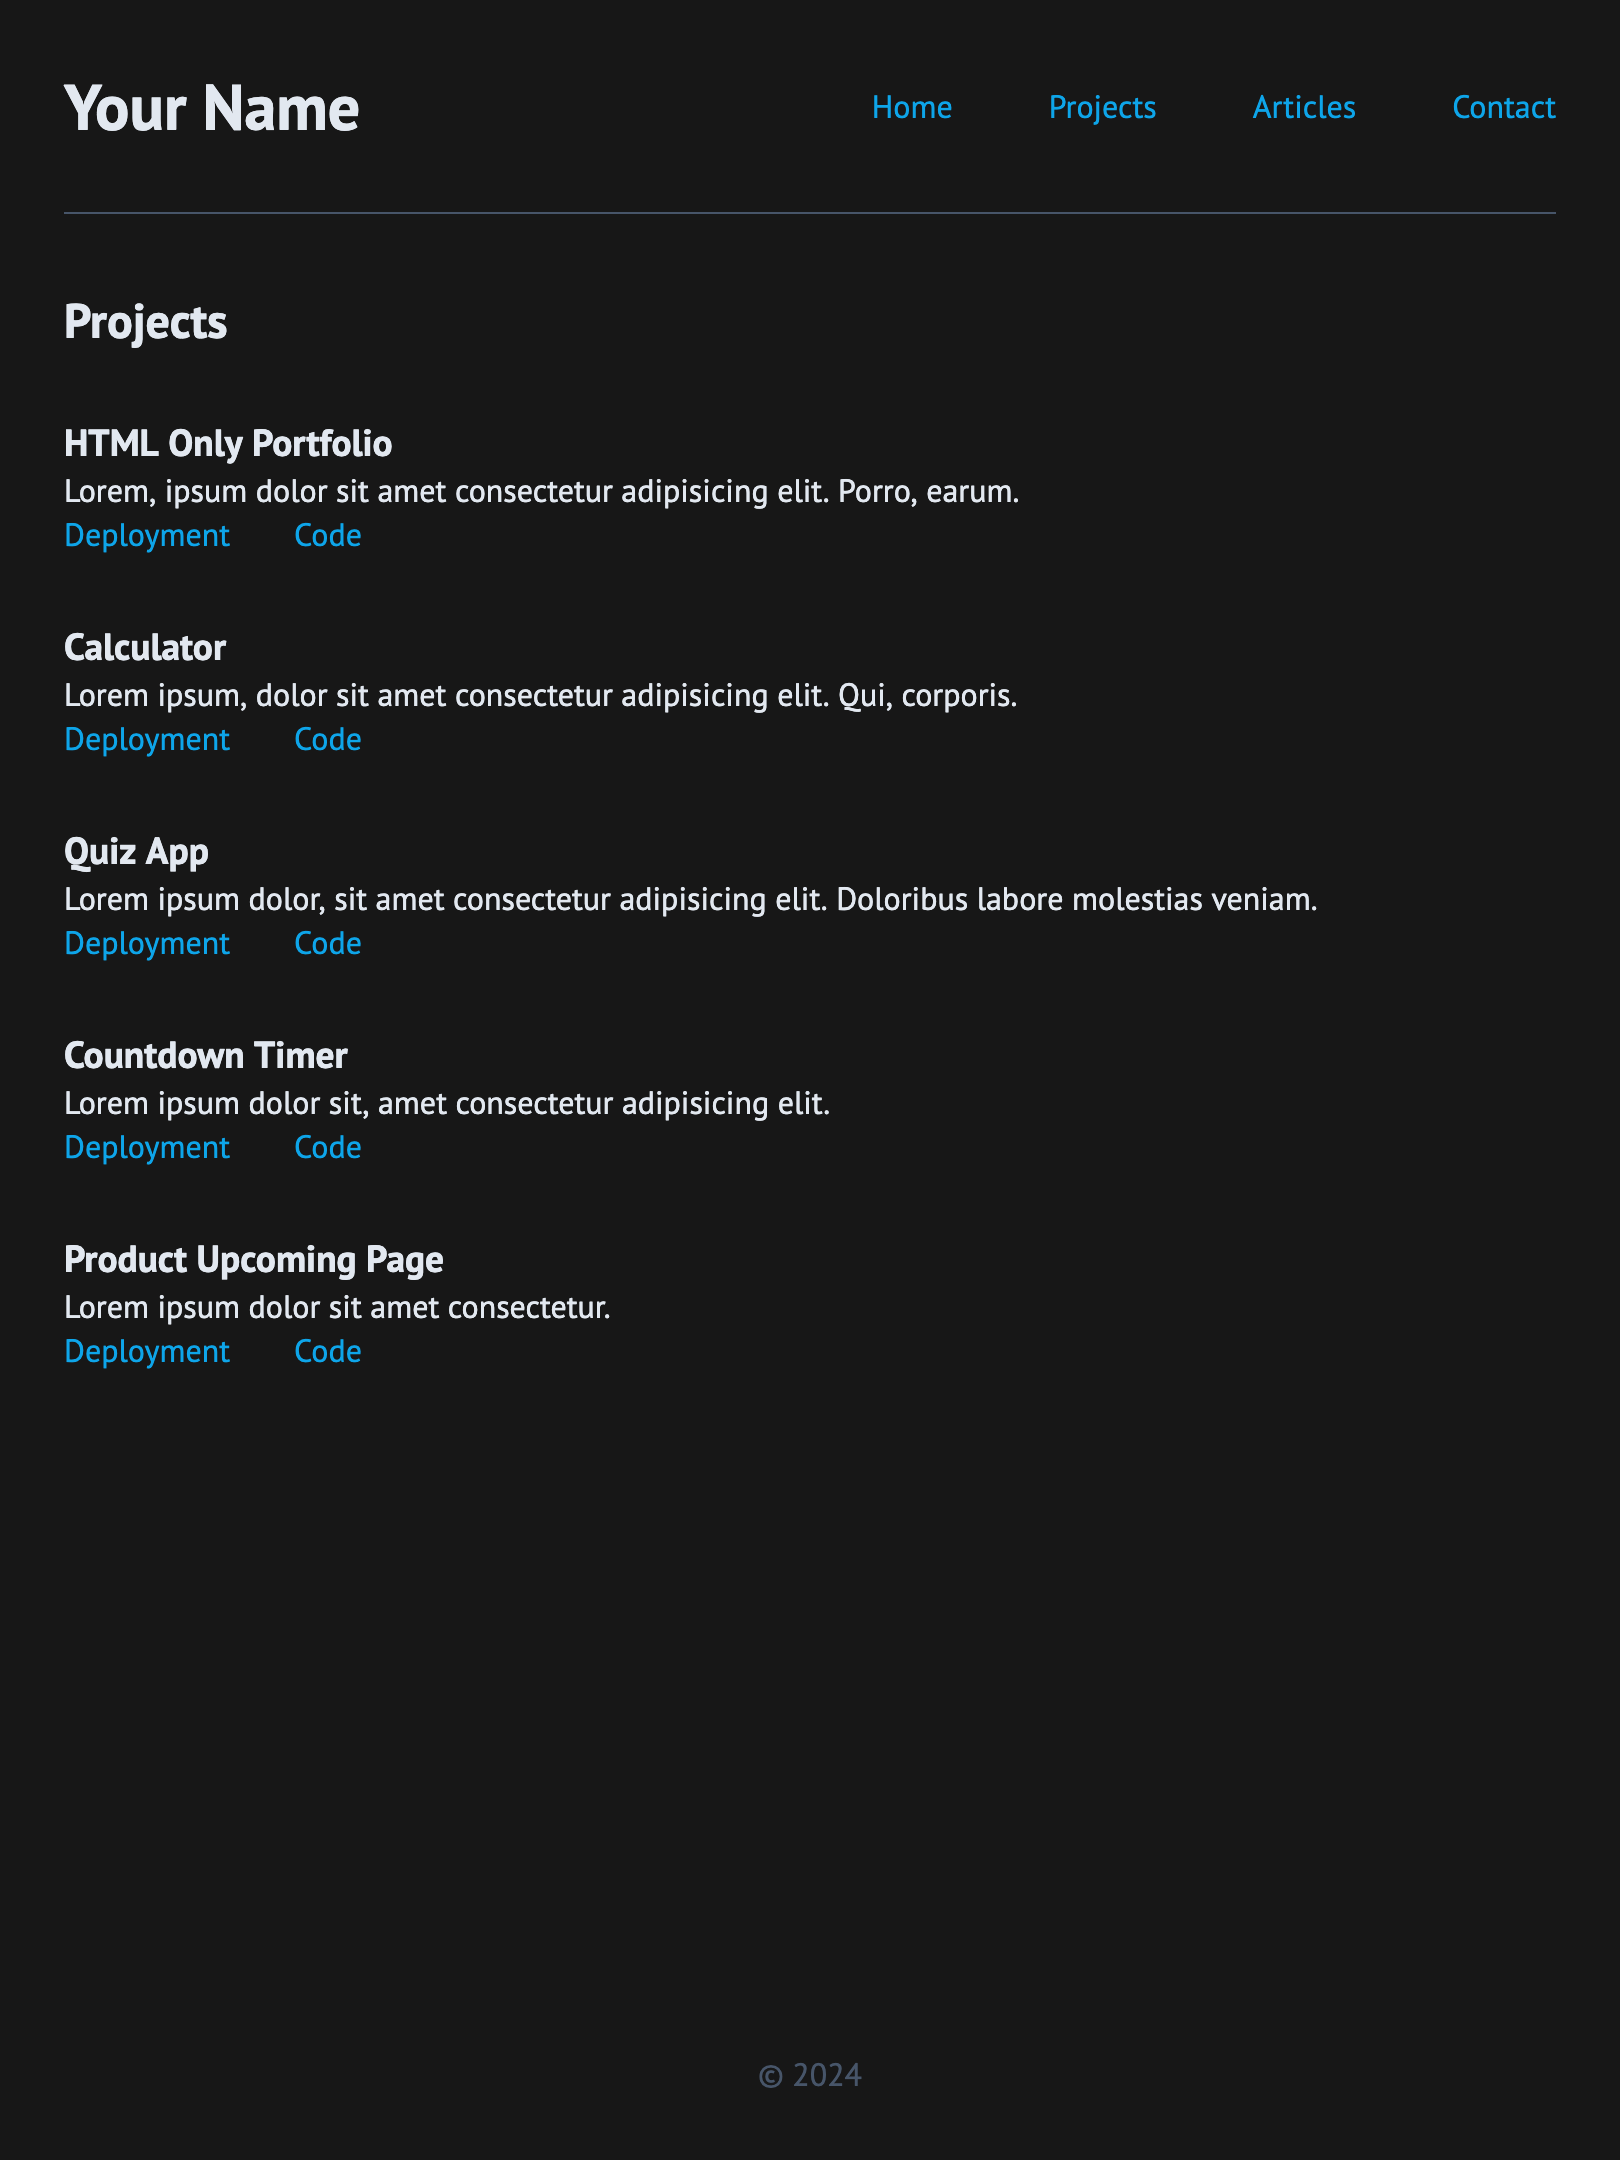 Your Name
Home Projects Articles Contact
Projects
HTML Only Portfolio
Lorem, ipsum dolor sit amet consectetur adipisicing elit. Porro, earum.
Deployment Code
Calculator
Lorem ipsum, dolor sit amet consectetur adipisicing elit. Qui, corporis.
Deployment Code
Quiz App
Lorem ipsum dolor, sit amet consectetur adipisicing elit. Doloribus labore molestias veniam.
Deployment Code
Countdown Timer
Lorem ipsum dolor sit, amet consectetur adipisicing elit.
Deployment Code
Product Upcoming Page
Lorem ipsum dolor sit amet consectetur.
Deployment Code
© 2024